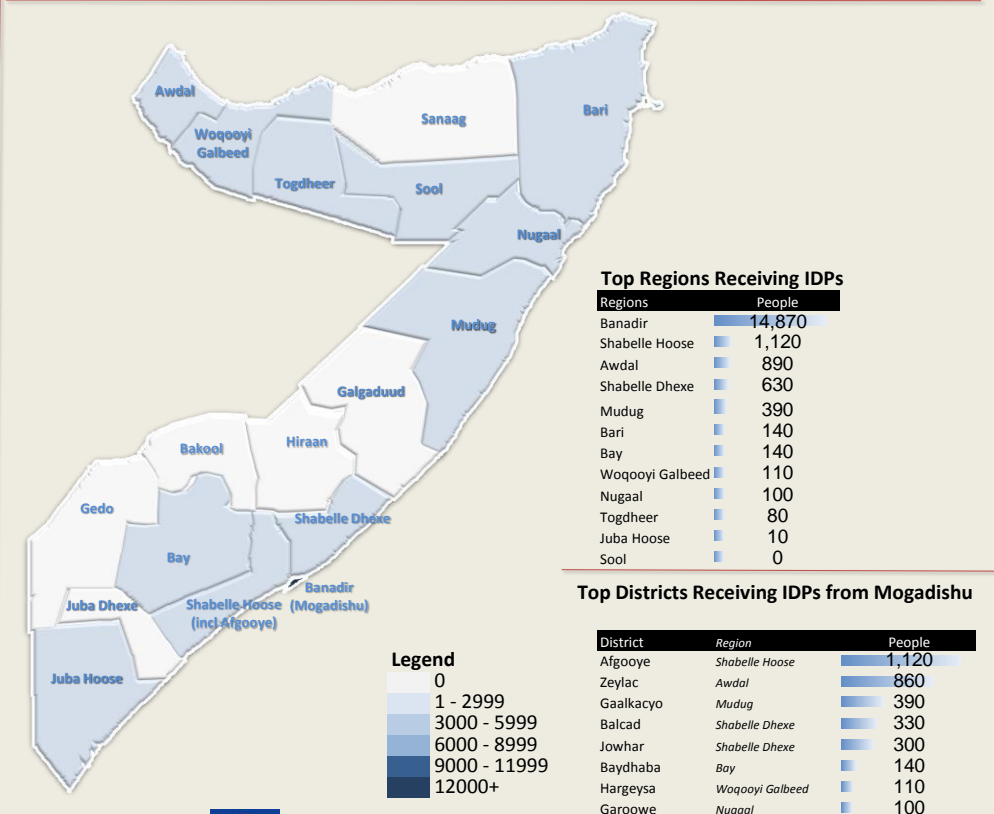 Awdal
Woqooyi
Galbeed
Togdheer
Sanaag
Sool
Bari
Nugaal
Mudug
Galgaduud
Hiraan
Bakool
Gedo
Bay
Shabelle Dhexe
Juba Dhexe
Shabelle Hoose
(incl Afgooye)
Banadir
(Mogadishu)
Juba Hoose
Legend
0
1 - 2999
3000 - 5999
6000 - 8999
9000 - 11999
12000+
Top Regions Receiving IDPs
Regions People
Banadir 14,870
Shabelle Hoose 1,120
Awdal 890
Shabelle Dhexe 630
Mudug 390
Bari 140
Bay 140
Woqooyi Galbeed 110
Nugaal 100
Togdheer 80
Juba Hoose 10
Sool 0
Top Districts Receiving IDPs from Mogadishu
District Region People
Afgooye Shabelle Hoose 1,120
Zeylac Awdal 860
Gaalkacyo Mudug 390
Balcad Shabelle Dhexe 330
Jowhar Shabelle Dhexe 300
Baydhaba Bay 140
Hargeysa Woqooyi Galbeed 110
Garoowe Nugaal 100